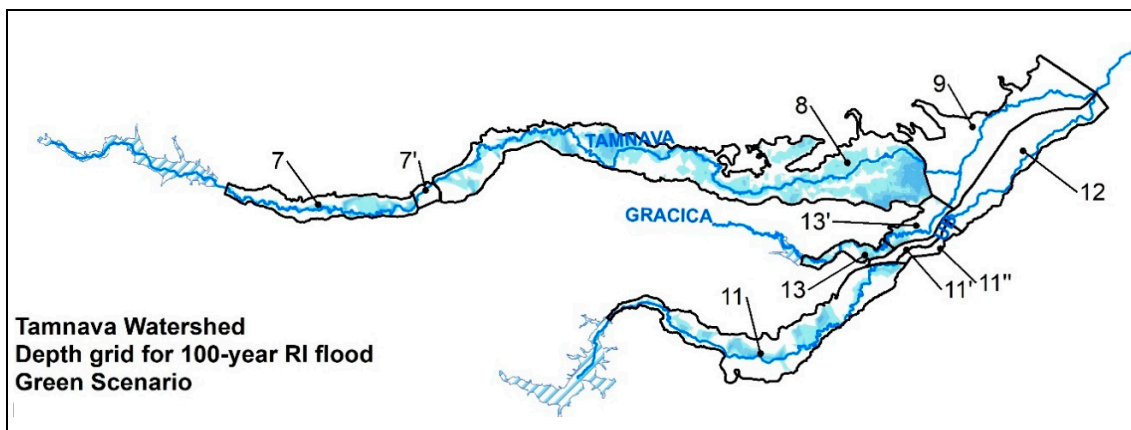 9
8
7
7'
TAMNAVA
12
GRACICA
13'
13
11'
11"
11
Tamnava Watershed
Depth grid for 100-year RI flood
Green Scenario